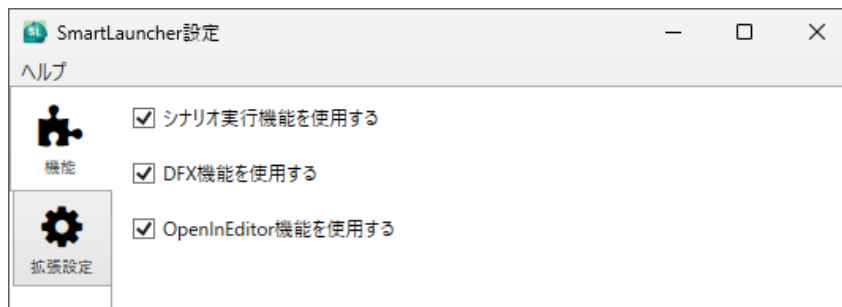 SL SmartLauncher設定
ヘルプ
機能
シナリオ実行機能を使用する
DFX機能を使用する
OpenInEditor機能を使用する
拡張設定